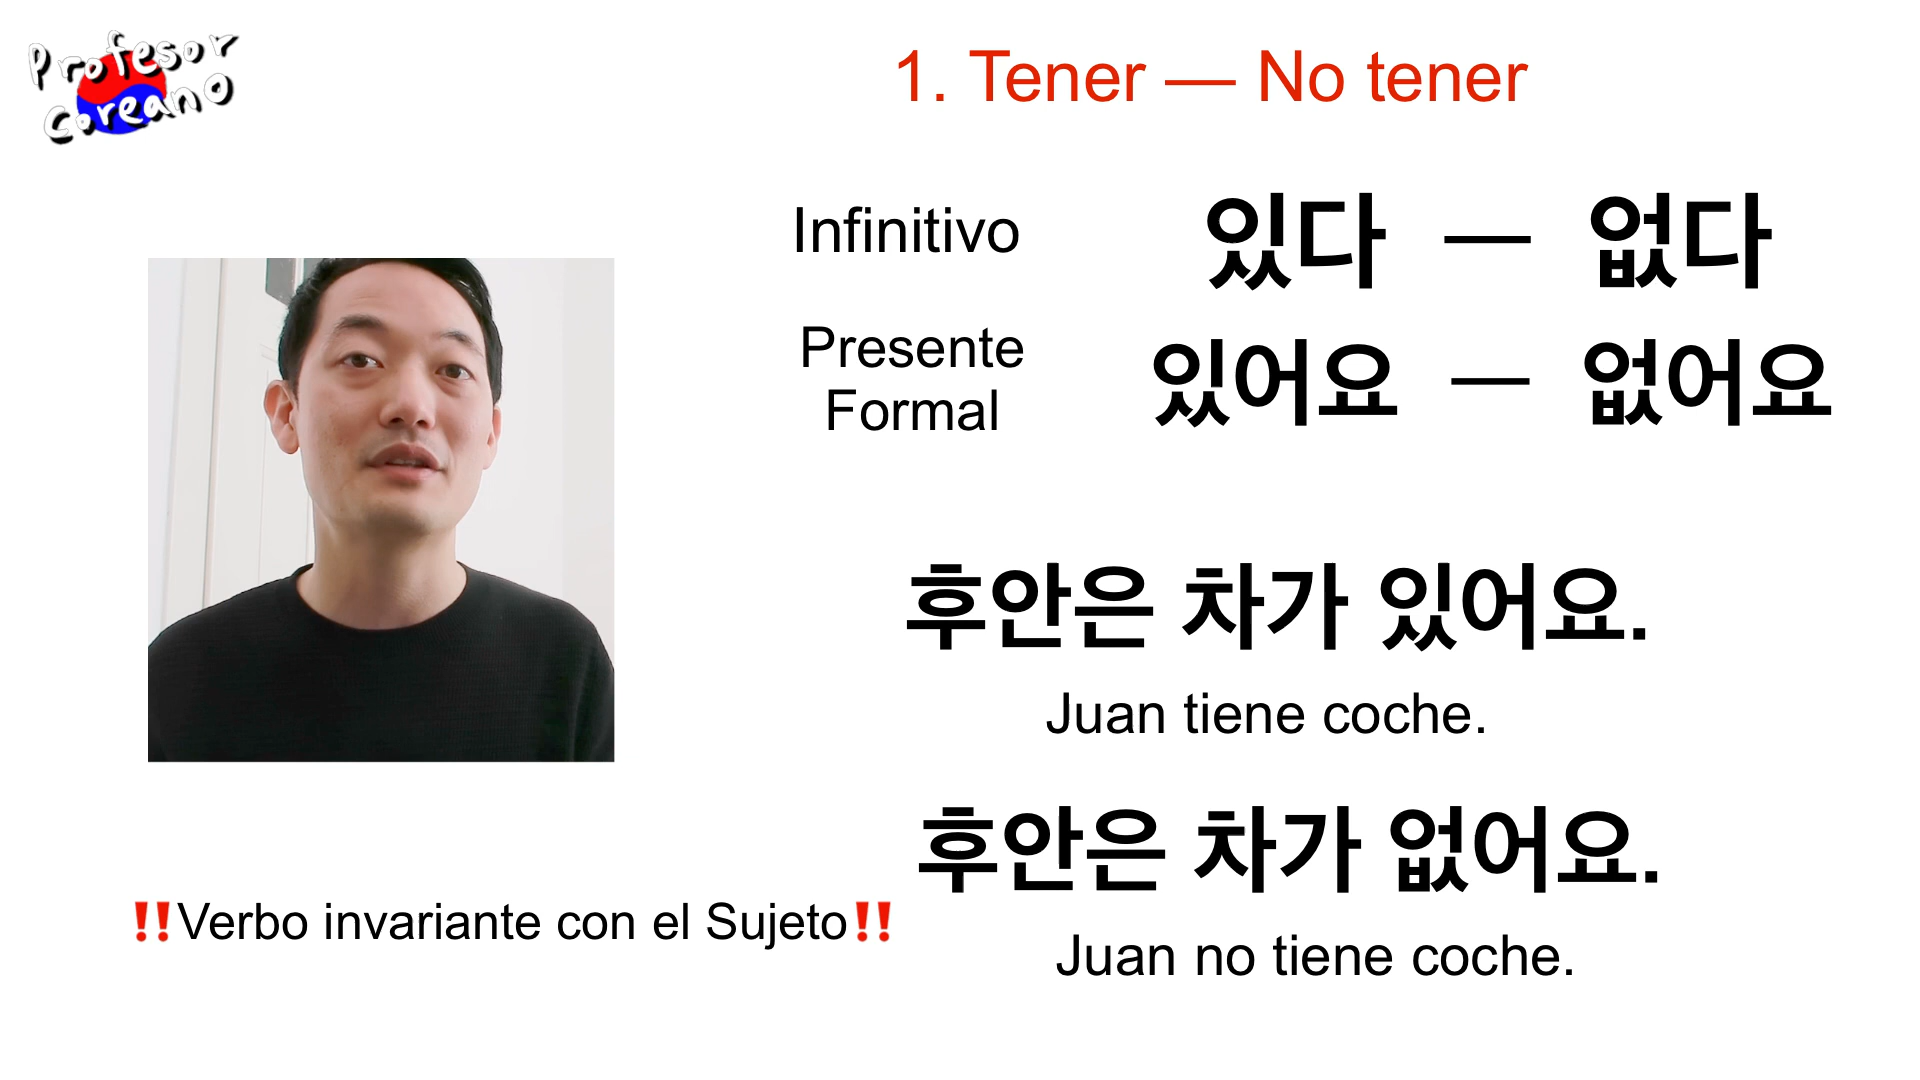 Profesor
Coreano
1. Tener — No tener
Infinitivo 있다 — 없다
Presente
Formal
있어요 — 없어요
후안은 차가 있어요.
Juan tiene coche.
후안은 차가 없어요.
‼️Verbo invariante con el Sujeto‼️
Juan no tiene coche.